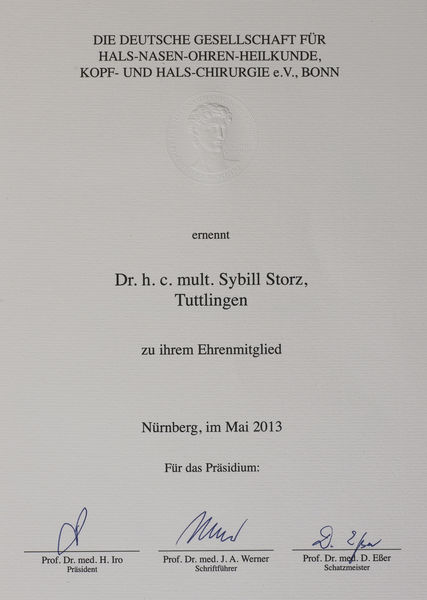 DIE DEUTSCHE GESELLSCHAFT FÜR
HALS-NASEN-OHREN-HEILKUNDE,
KOPF- UND HALS-CHIRURGIE e.V., BONN
ernennt
Dr. h. c. mult. Sybill Storz,
Tuttlingen
zu ihrem Ehrenmitglied
Nürnberg, im Mai 2013
Für das Präsidium:
D. Eßer
Prof. Dr. med. H. Iro
Präsident
Prof. Dr. med. J. A. Werner
Schriftführer
Prof. Dr. med. D. Eßer
Schatzmeister